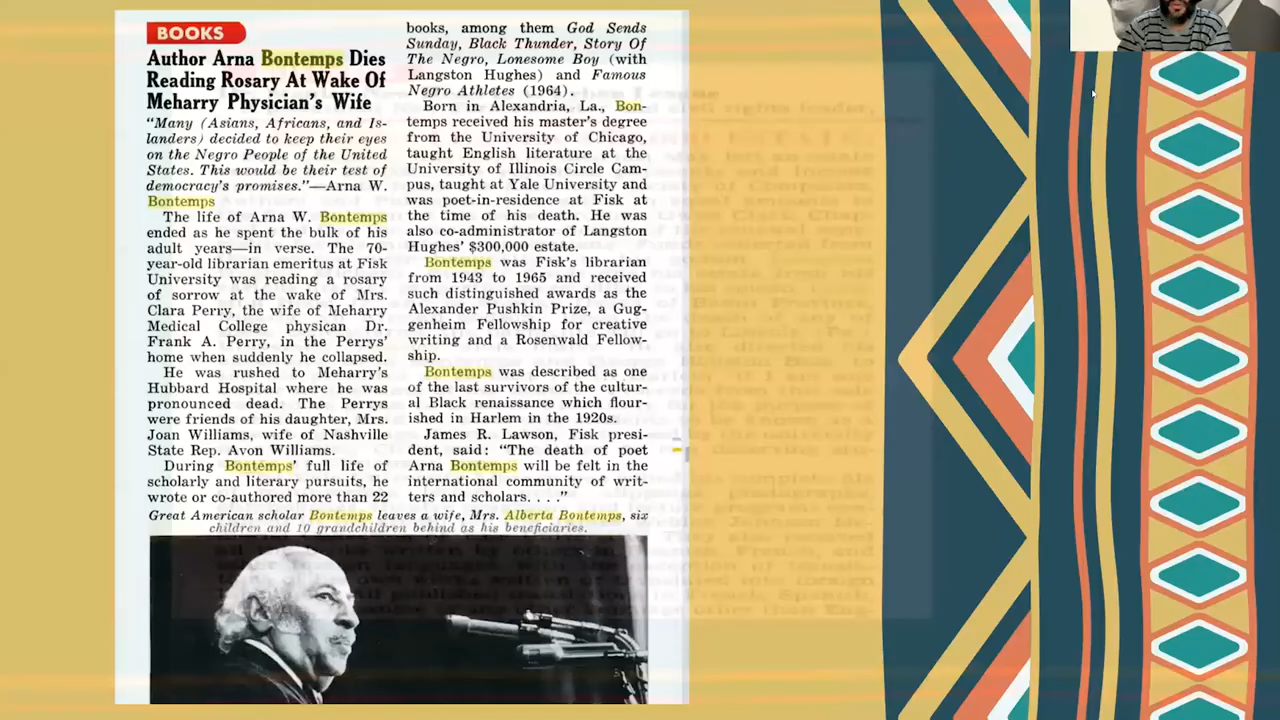 BOOKS
Author Arna Bontemps Dies
Reading Rosary At Wake Of
Meharry Physician's Wife
"Many (Asians, Africans, and Is-
landers) decided to keep their eyes
on the Negro People of the United
States. This would be their test of
democracy's promises."—Arna W.
Bontemps
The life of Arna W. Bontemps
ended as he spent the bulk of his
adult years—in verse. The 70-
year-old librarian emeritus at Fisk
University was reading a rosary
of sorrow at the wake of Mrs.
Clara Perry, the wife of Meharry
Medical College physician Dr.
Frank A. Perry, in the Perrys'
home when suddenly he collapsed.
He was rushed to Meharry's
Hubbard Hospital where he was
pronounced dead. The Perrys
were friends of his daughter, Mrs.
Joan Williams, wife of Nashville
State Rep. Avon Williams.
During Bontemps' full life of
scholarly and literary pursuits, he
wrote or co-authored more than 22
books, among them God Sends
Sunday, Black Thunder, Story Of
The Negro, Lonesome Boy (with
Langston Hughes) and Famous
Negro Athletes (1964).
Born in Alexandria, La., Bon-
temps received his master's degree
from the University of Chicago,
taught English literature at the
University of Illinois Circle Cam-
pus, taught at Yale University and
was poet-in-residence at Fisk at
the time of his death. He was
also co-administrator of Langston
Hughes' $300,000 estate.
Bontemps was Fisk's librarian
from 1943 to 1965 and received
such distinguished awards as the
Alexander Pushkin Prize, a Gug-
genheim Fellowship for creative
writing and a Rosenwald Fellow-
ship.
Bontemps was described as one
of the last survivors of the cultur-
al Black renaissance which flour-
ished in Harlem in the 1920s.
James R. Lawson, Fisk presi-
dent, said: "The death of poet
Arna Bontemps will be felt in the
international community of writ-
ters and scholars. . . ."
Great American scholar Bontemps leaves a wife, Mrs. Alberta Bontemps, six
children and 10 grandchildren behind as his beneficiaries.